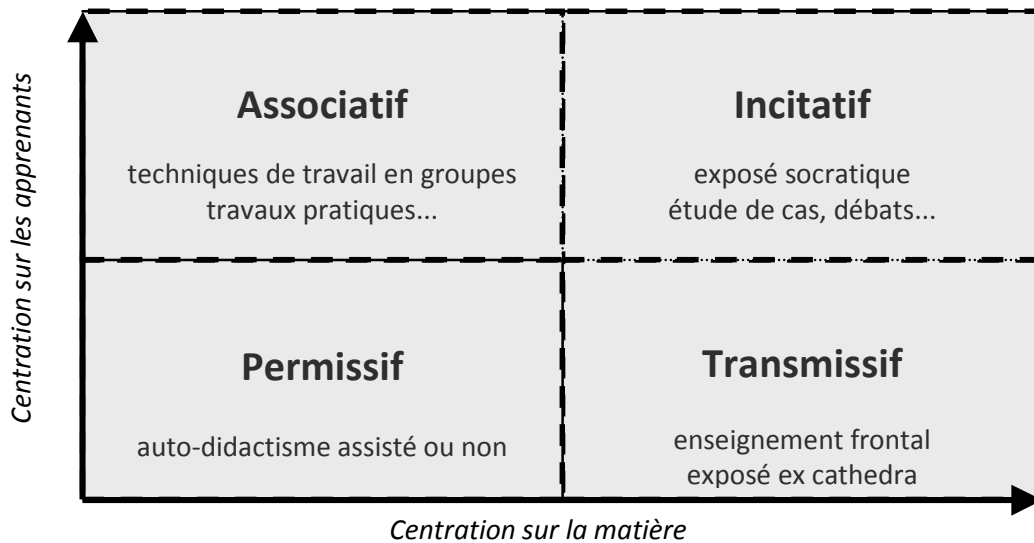 Centration sur les apprenants
Associatif
techniques de travail en groupes
travaux pratiques...
Incitatif
exposé socratique
étude de cas, débats...
Permissif
auto-didactisme assisté ou non
Transmissif
enseignement frontal
exposé ex cathedra
Centration sur la matière